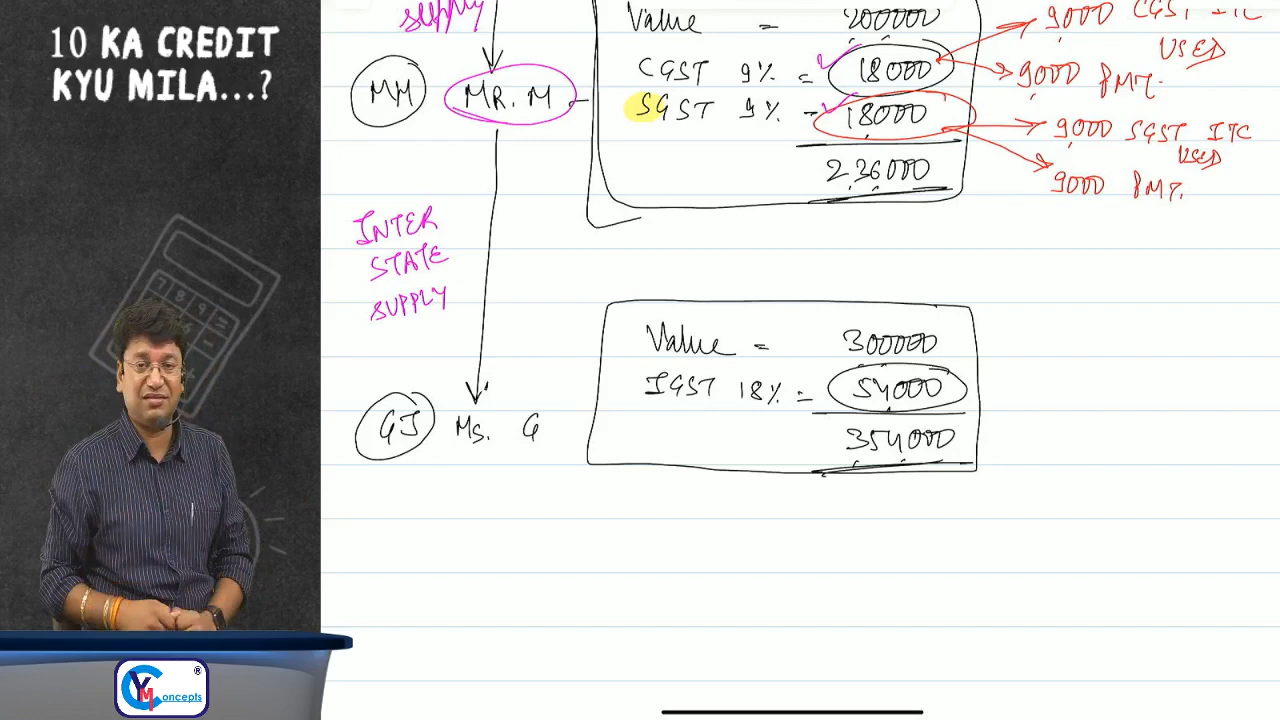 10 KA CREDIT
KYU MILA...?
supply
Value = 200000
CGST 9% = 18000
SGST 9% = 18000
236000
9000 CGST ITC
USED
9000 PMT.
9000 SGST ITC
USED
9000 PMT.
MH MR. M
INTER
STATE
SUPPLY
Value = 300000
IGST 18% = 54000
354000
GJ Ms. G
CYM
Concepts
®